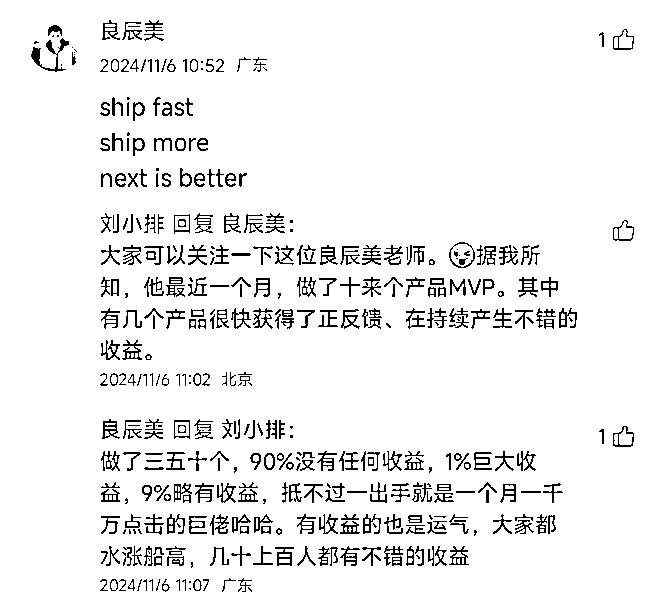 良辰美
1
2024/11/6 10:52 广东
ship fast
ship more
next is better
刘小排 回复 良辰美：
大家可以关注一下这位良辰美老师。😜据我所
知，他最近一个月，做了十来个产品MVP。其中
有几个产品很快获得了正反馈、在持续产生不错的
收益。
2024/11/6 11:02 北京
良辰美 回复 刘小排：
1
做了三五十个，90%没有任何收益，1%巨大收
益，9%略有收益，抵不过一出手就是一个月一千
万点击的巨佬哈哈。有收益的也是运气，大家都
水涨船高，几十上百人都有不错的收益
2024/11/6 11:07 广东